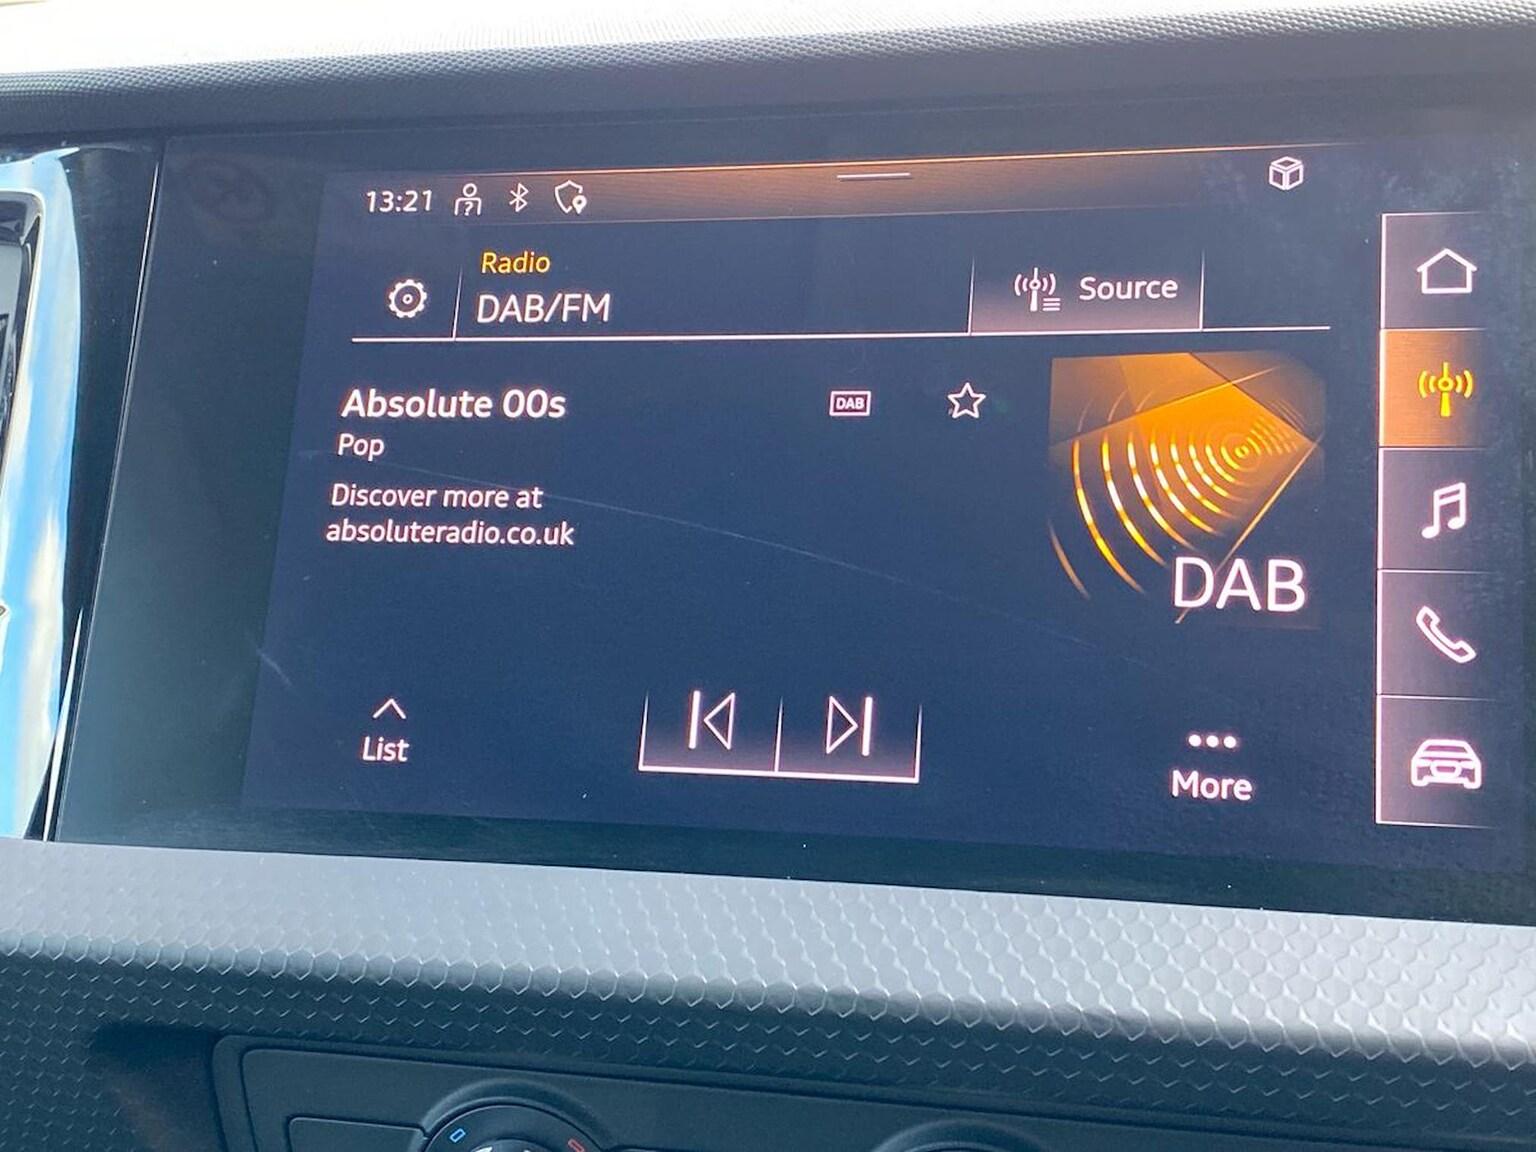 13:21
Radio
DAB/FM
Source
Absolute 00s
DAB
Pop
Discover more at
absoluteradio.co.uk
DAB
List
More